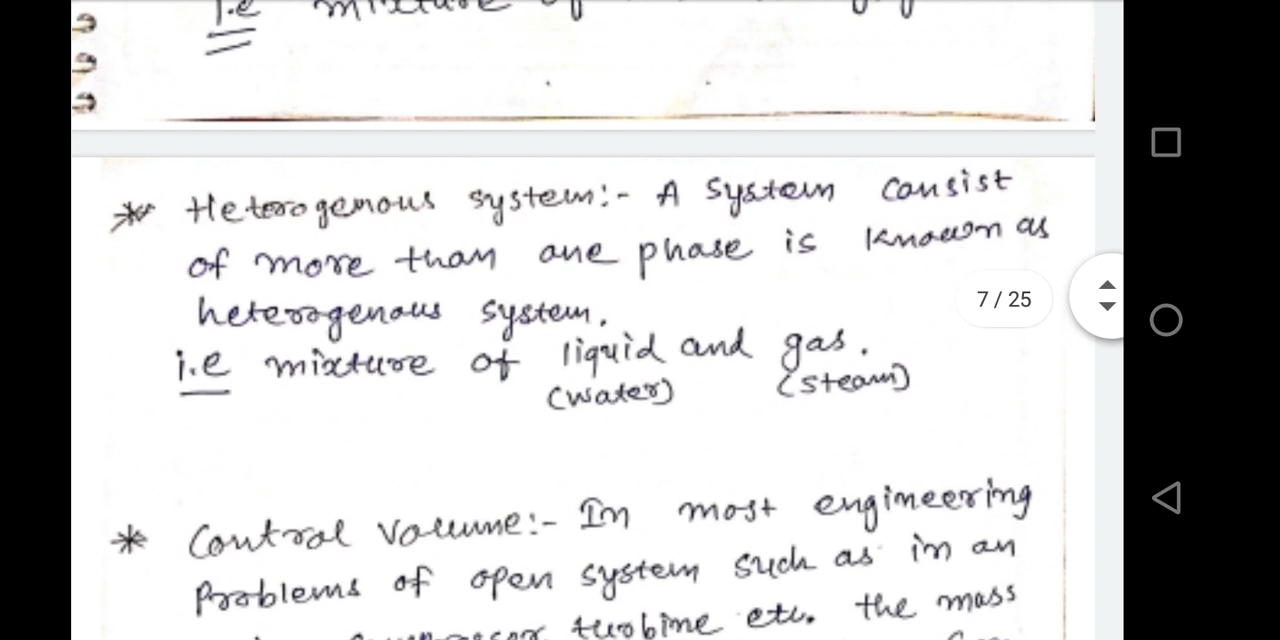 i.e mixture of
* Heterogenous system:- A system consist
of more than one phase is known as
heterogenous system.
i.e mixture of liquid and gas.
(water) (steam)
7 / 25
* Control volume:- In most engineering
Problems of open system such as in an
turbine etc. the mass